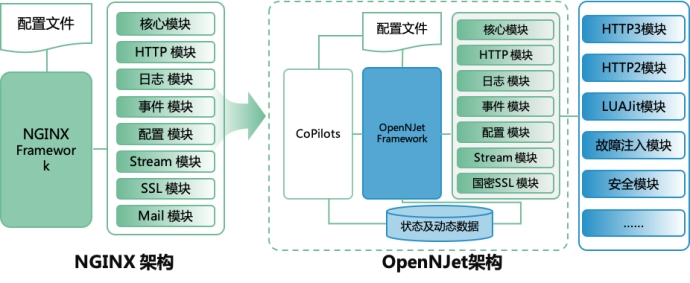 配置文件
NGINX
Framewor
k
核心模块
HTTP 模块
日志 模块
事件 模块
配置 模块
Stream 模块
SSL 模块
Mail 模块
NGINX 架构
配置文件
CoPilots
OpenNJet
Framework
核心模块
HTTP 模块
日志 模块
事件 模块
配置 模块
Stream 模块
国密SSL 模块
状态及动态数据
OpenNJet架构
HTTP3模块
HTTP2模块
LUAJit模块
故障注入模块
安全模块
......